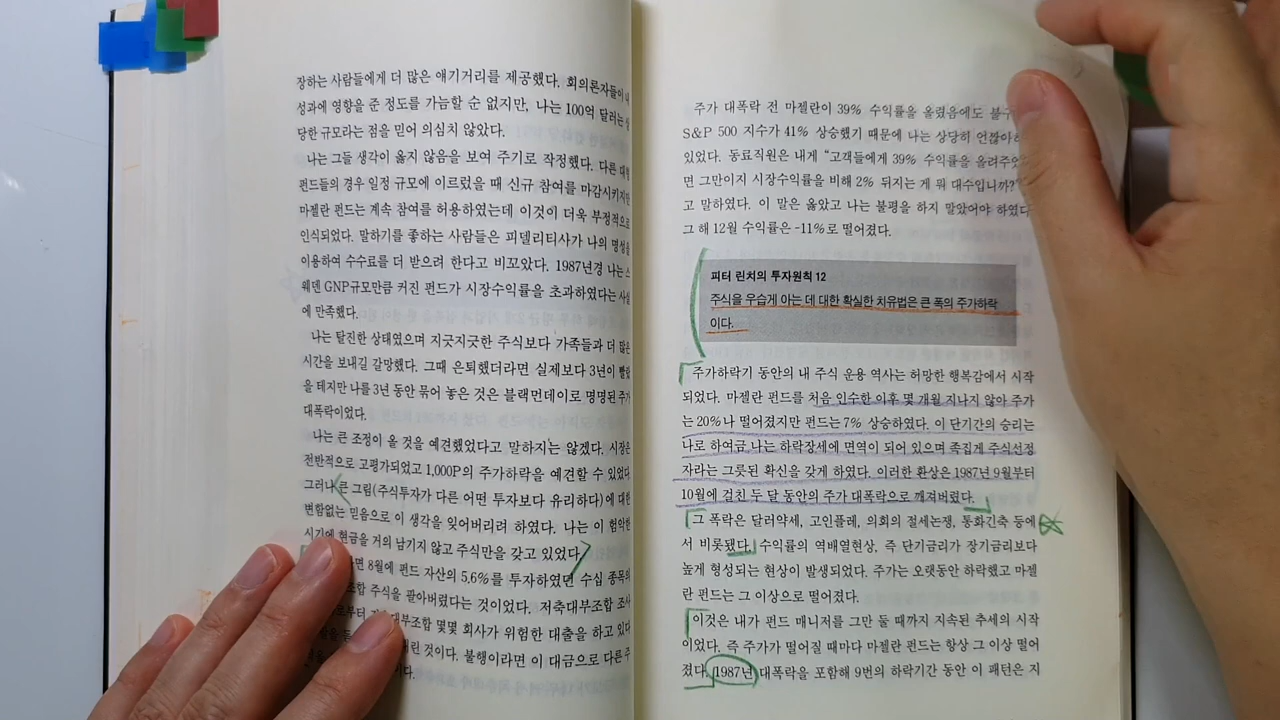 장하는 사람들에게 더 많은 얘기거리를 제공했다. 회의론자들이
성과에 영향을 준 정도를 가늠할 순 없지만, 나는 100억 달러는
당한 규모라는 점을 믿어 의심치 않았다.
나는 그들 생각이 옳지 않음을 보여 주기로 작정했다. 다른
펀드들의 경우 일정 규모에 이르렀을 때 신규 참여를 마감시키지만
마젤란 펀드는 계속 참여를 허용하였는데 이것이 더욱 부정적으로
인식되었다. 말하기를 좋아하는 사람들은 피델리티사가 나의 명성을
이용하여 수수료를 더 받으려 한다고 비꼬았다. 1987년경 나는 스
웨덴 GNP규모만큼 커진 펀드가 시장수익률을 초과하였다는 사실
에 만족했다.
나는 탈진한 상태였으며 지긋지긋한 주식보다 가족들과 더 많은
시간을 보내길 갈망했다. 그때 은퇴했더라면 실제보다 3년이 빨랐
을 테지만 나를 3년 동안 묶어 놓은 것은 블랙먼데이로 명명된 주가
대폭락이었다.
나는 큰 조정이 올 것을 예견했었다고 말하지는 않겠다. 시장은
전반적으로 고평가되었고 1,000P의 주가하락을 예견할 수 있었다.
그러나 큰 그림(주식투자가 다른 어떤 투자보다 유리하다)에 대한
변함없는 믿음으로 이 생각을 잊어버리려 하였다. 나는 이 험악한
시기에 현금을 거의 남기지 않고 주식만을 갖고 있었다.
면 8월에 펀드 자산의 5.6%를 투자하였던 수십 종목의
조합 주식을 팔아버렸다는 것이었다. 저축대부조합 조사
로부터 대부조합 몇몇 회사가 위험한 대출을 하고 있다
내린 것이다. 불행이라면 이 대금으로 다른 주
이다.
주가 대폭락 전 마젤란이 39% 수익률을 올렸음에도
S&P 500 지수가 41% 상승했기 때문에 나는 상당히 언짢아
있었다. 동료직원은 내게 “고객들에게 39% 수익률을 올려주었
면 그만이지 시장수익률을 비해 2% 뒤지는 게 뭐 대수입니까?
고 말하였다. 이 말은 옳았고 나는 불평을 하지 말았어야 하였다.
그 해 12월 수익률은 -11%로 떨어졌다.
피터 린치의 투자원칙 12
주식을 우습게 아는 데 대한 확실한 치유법은 큰 폭의 주가하락
이다.
주가하락기 동안의 내 주식 운용 역사는 허망한 행복감에서 시작
되었다. 마젤란 펀드를 처음 인수한 이후 몇 개월 지나지 않아 주가
는 20%나 떨어졌지만 펀드는 7% 상승하였다. 이 단기간의 승리는
나로 하여금 나는 하락장세에 면역이 되어 있으며 족집게 주식선정
자라는 그릇된 확신을 갖게 하였다. 이러한 환상은 1987년 9월부터
10월에 걸친 두 달 동안의 주가 대폭락으로 깨져버렸다.
그 폭락은 달러약세, 고인플레, 의회의 절세논쟁, 통화긴축 등에
서 비롯됐다. 수익률의 역배열현상, 즉 단기금리가 장기금리보다
높게 형성되는 현상이 발생되었다. 주가는 오랫동안 하락했고 마젤
란 펀드는 그 이상으로 떨어졌다.
이것은 내가 펀드 매니저를 그만 둘 때까지 지속된 추세의 시작
이었다. 즉 주가가 떨어질 때마다 마젤란 펀드는 항상 그 이상 떨어
졌다. 1987년 대폭락을 포함해 9번의 하락기간 동안 이 패턴은 지